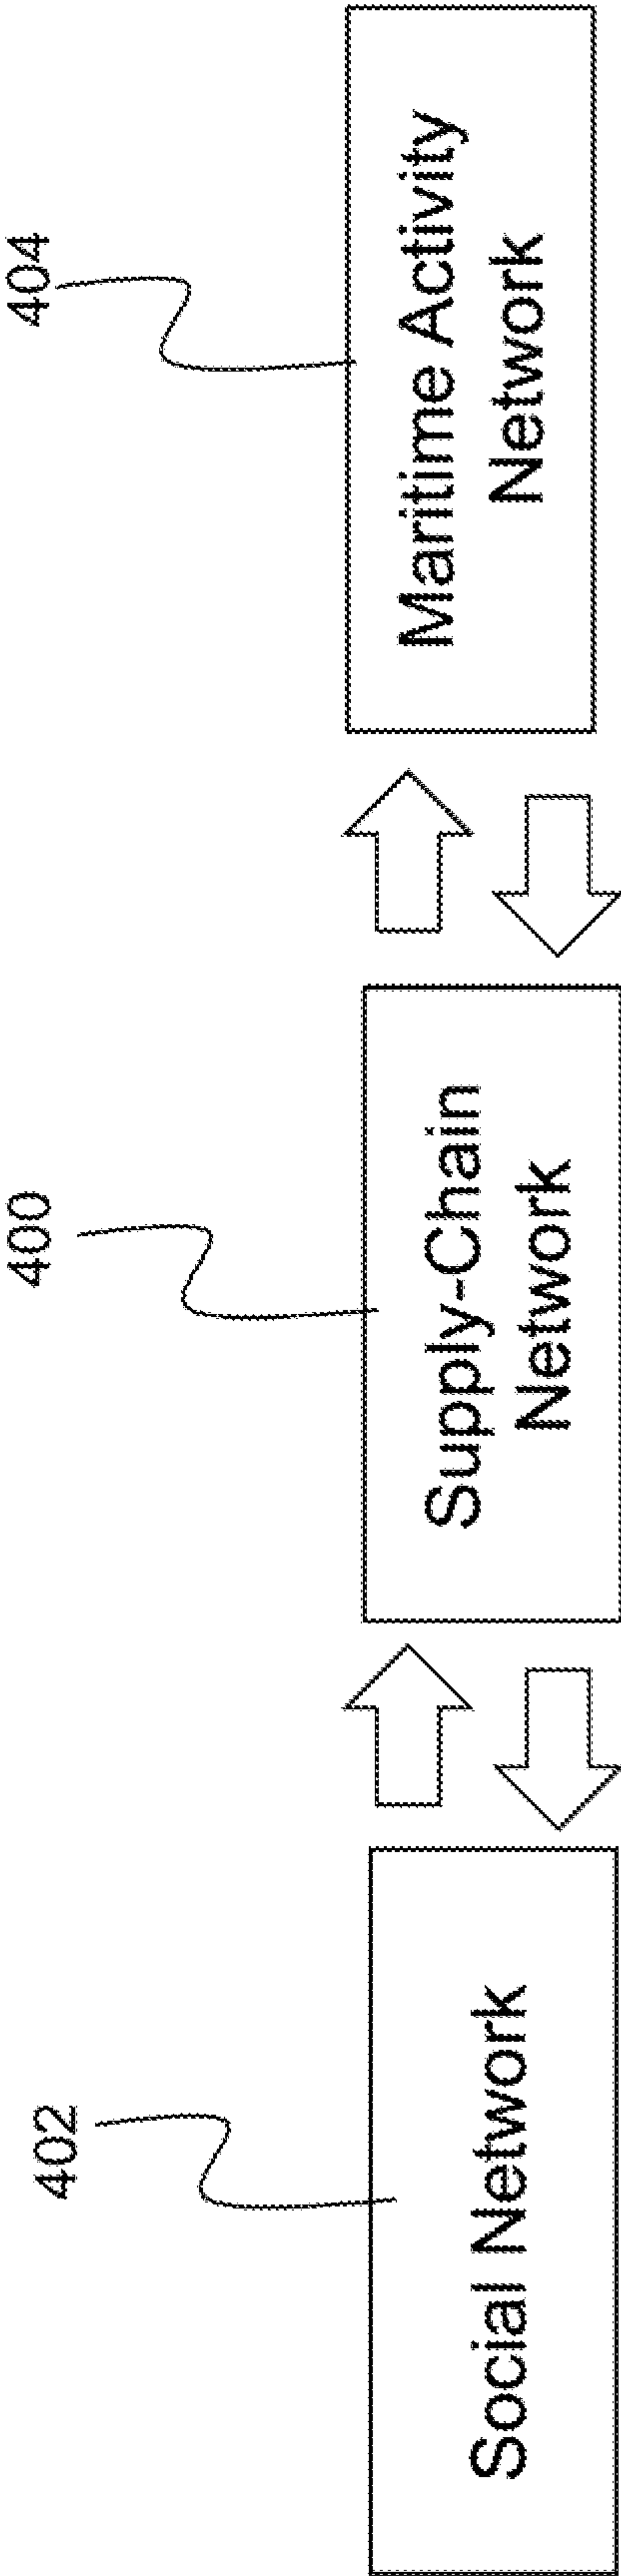 402
400
404
Social Network
Supply-Chain
Network
Maritime Activity
Network